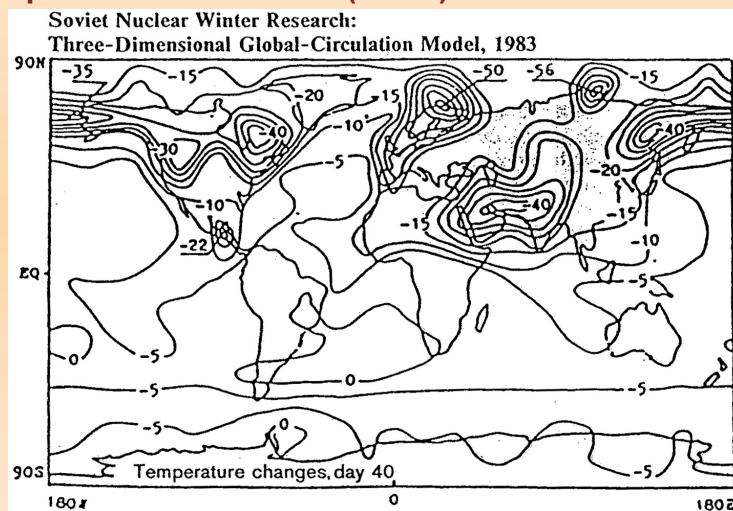 Soviet Nuclear Winter Research:
Three-Dimensional Global-Circulation Model, 1983
90N
-35 -15 -50 -56 -15
-20 -15
-40 -10° -40
30 -5 -20
-10 -15 -40 -15
-22 -10
EQ -5
0 -5 0
-5 -5
-5 0
90S Temperature changes, day 40 -5
180 0 180